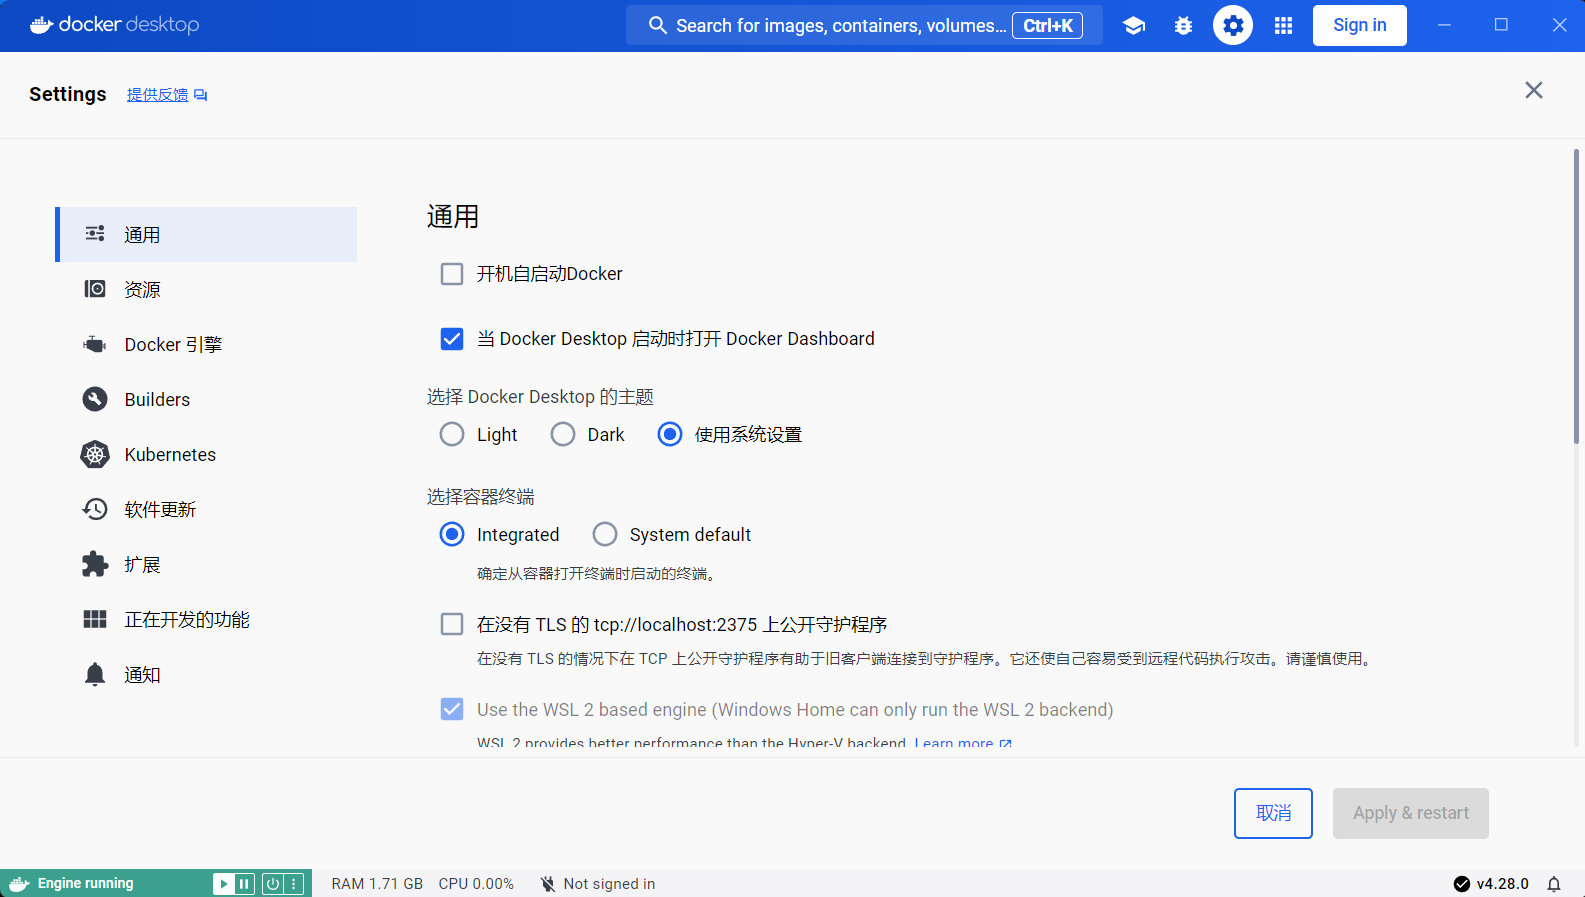 docker desktop
Search for images, containers, volumes... Ctrl+K
Sign in
Settings 提供反馈
通用
资源
Docker 引擎
Builders
Kubernetes
软件更新
扩展
正在开发的功能
通知
通用
开机自启动Docker
当 Docker Desktop 启动时打开 Docker Dashboard
选择 Docker Desktop 的主题
Light Dark 使用系统设置
选择容器终端
Integrated System default
确定从容器打开终端时启动的终端。
在没有 TLS 的 tcp://localhost:2375 上公开守护程序
在没有 TLS 的情况下在 TCP 上公开守护程序有助于旧客户端连接到守护程序。它还使自己容易受到远程代码执行攻击。请谨慎使用。
Use the WSL 2 based engine (Windows Home can only run the WSL 2 backend)
WSL 2 provides better performance than the Hyper-V backend. Learn more
取消 Apply & restart
Engine running RAM 1.71 GB CPU 0.00% Not signed in v4.28.0